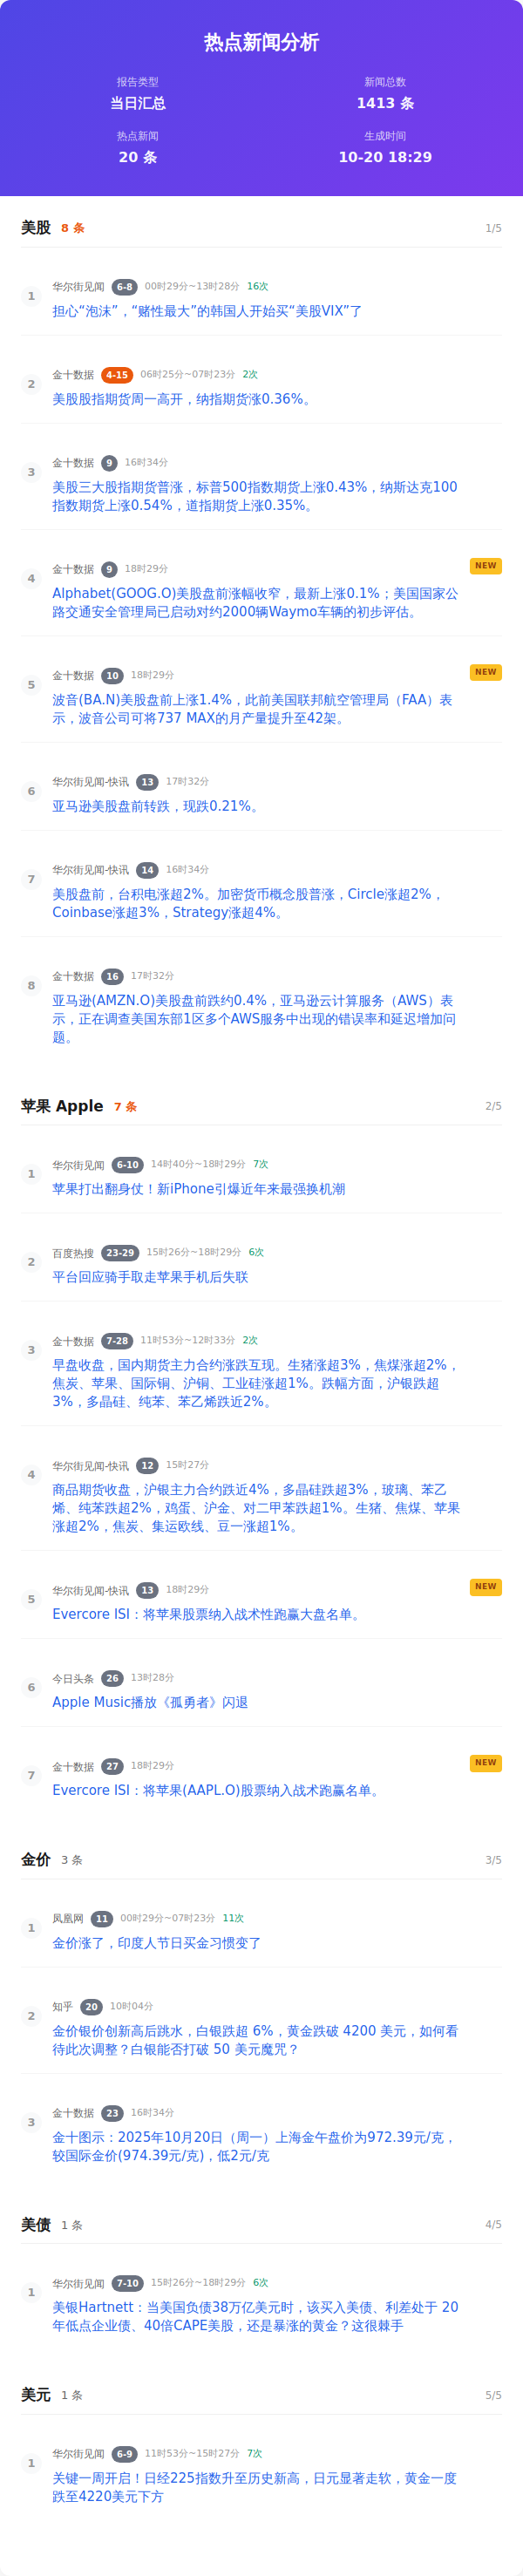 热点新闻分析
报告类型
当日汇总
新闻总数
1413 条
热点新闻
20 条
生成时间
10-20 18:29
美股 8 条 1/5
1 华尔街见闻 6-8 00时29分~13时28分 16次
担心“泡沫”，“赌性最大”的韩国人开始买“美股VIX”了
2 金十数据 4-15 06时25分~07时23分 2次
美股股指期货周一高开，纳指期货涨0.36%。
3 金十数据 9 16时34分
美股三大股指期货普涨，标普500指数期货上涨0.43%，纳斯达克100
指数期货上涨0.54%，道指期货上涨0.35%。
4 金十数据 9 18时29分 NEW
Alphabet(GOOG.O)美股盘前涨幅收窄，最新上涨0.1%；美国国家公
路交通安全管理局已启动对约2000辆Waymo车辆的初步评估。
5 金十数据 10 18时29分 NEW
波音(BA.N)美股盘前上涨1.4%，此前美国联邦航空管理局（FAA）表
示，波音公司可将737 MAX的月产量提升至42架。
6 华尔街见闻-快讯 13 17时32分
亚马逊美股盘前转跌，现跌0.21%。
7 华尔街见闻-快讯 14 16时34分
美股盘前，台积电涨超2%。加密货币概念股普涨，Circle涨超2%，
Coinbase涨超3%，Strategy涨超4%。
8 金十数据 16 17时32分
亚马逊(AMZN.O)美股盘前跌约0.4%，亚马逊云计算服务（AWS）表
示，正在调查美国东部1区多个AWS服务中出现的错误率和延迟增加问
题。
苹果 Apple 7 条 2/5
1 华尔街见闻 6-10 14时40分~18时29分 7次
苹果打出翻身仗！新iPhone引爆近年来最强换机潮
2 百度热搜 23-29 15时26分~18时29分 6次
平台回应骑手取走苹果手机后失联
3 金十数据 7-28 11时53分~12时33分 2次
早盘收盘，国内期货主力合约涨跌互现。生猪涨超3%，焦煤涨超2%，
焦炭、苹果、国际铜、沪铜、工业硅涨超1%。跌幅方面，沪银跌超
3%，多晶硅、纯苯、苯乙烯跌近2%。
4 华尔街见闻-快讯 12 15时27分
商品期货收盘，沪银主力合约跌近4%，多晶硅跌超3%，玻璃、苯乙
烯、纯苯跌超2%，鸡蛋、沪金、对二甲苯跌超1%。生猪、焦煤、苹果
涨超2%，焦炭、集运欧线、豆一涨超1%。
5 华尔街见闻-快讯 13 18时29分 NEW
Evercore ISI：将苹果股票纳入战术性跑赢大盘名单。
6 今日头条 26 13时28分
Apple Music播放《孤勇者》闪退
7 金十数据 27 18时29分 NEW
Evercore ISI：将苹果(AAPL.O)股票纳入战术跑赢名单。
金价 3 条 3/5
1 凤凰网 11 00时29分~07时23分 11次
金价涨了，印度人节日买金习惯变了
2 知乎 20 10时04分
金价银价创新高后跳水，白银跌超 6%，黄金跌破 4200 美元，如何看
待此次调整？白银能否打破 50 美元魔咒？
3 金十数据 23 16时34分
金十图示：2025年10月20日（周一）上海金午盘价为972.39元/克，
较国际金价(974.39元/克)，低2元/克
美债 1 条 4/5
1 华尔街见闻 7-10 15时26分~18时29分 6次
美银Hartnett：当美国负债38万亿美元时，该买入美债、利差处于 20
年低点企业债、40倍CAPE美股，还是暴涨的黄金？这很棘手
美元 1 条 5/5
1 华尔街见闻 6-9 11时53分~15时27分 7次
关键一周开启！日经225指数升至历史新高，日元显著走软，黄金一度
跌至4220美元下方